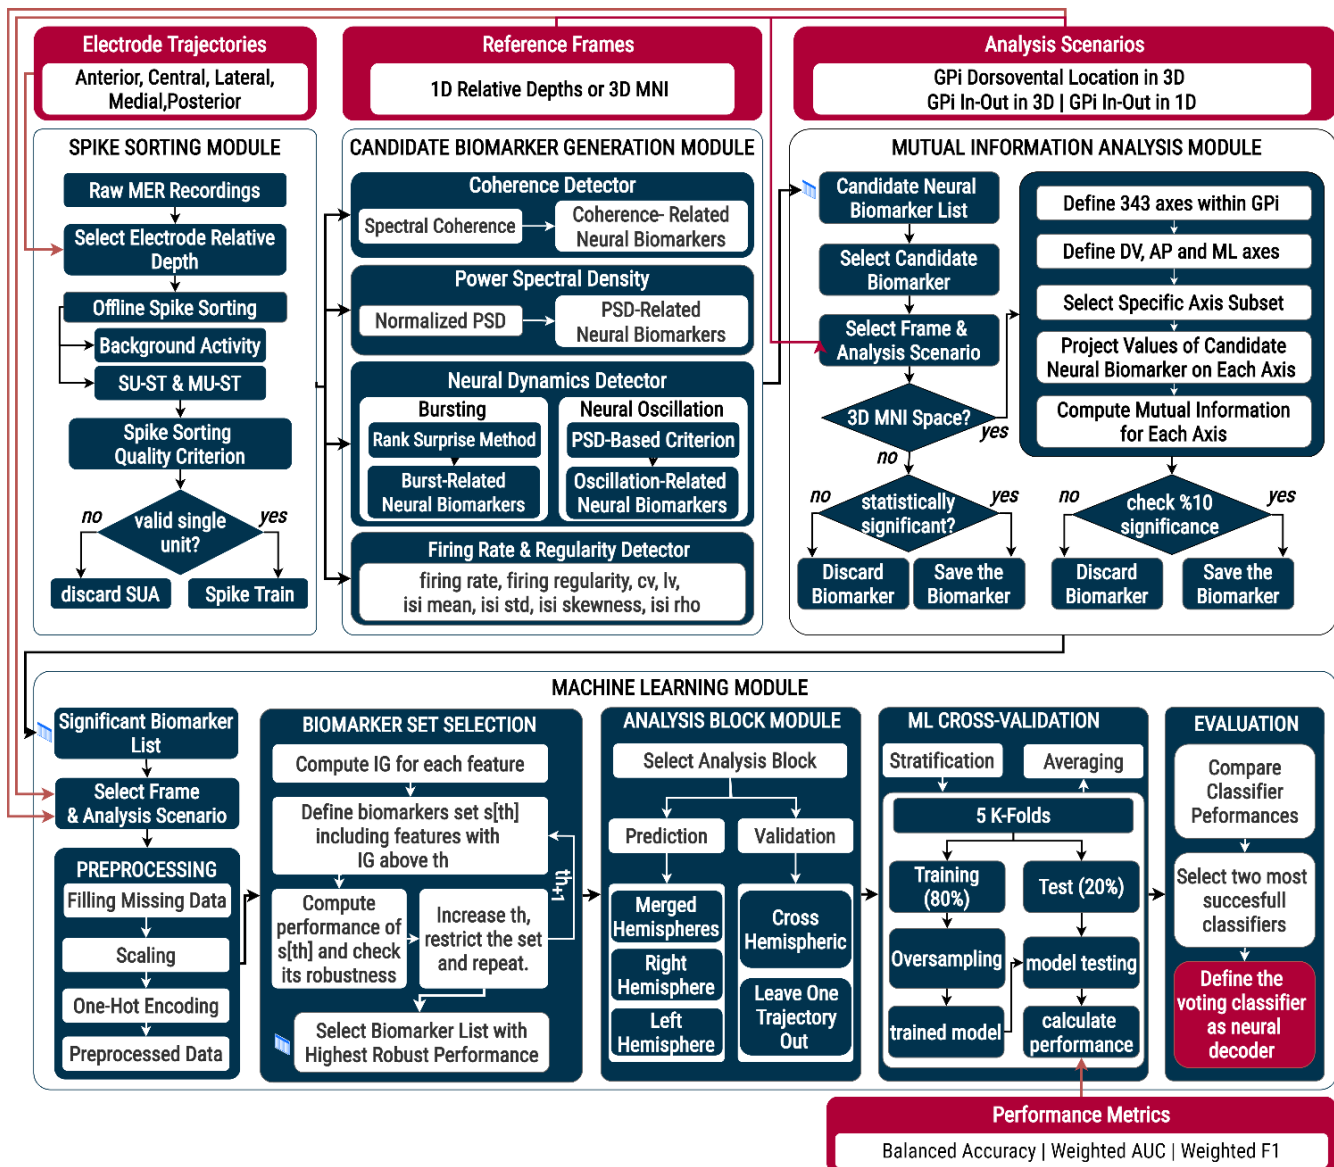 Electrode Trajectories
Anterior, Central, Lateral,
Medial,Posterior
Reference Frames
1D Relative Depths or 3D MNI
Analysis Scenarios
GPi Dorsovental Location in 3D
GPi In-Out in 3D | GPi In-Out in 1D
SPIKE SORTING MODULE
Raw MER Recordings
Select Electrode Relative
Depth
Offline Spike Sorting
Background Activity
SU-ST & MU-ST
Spike Sorting
Quality Criterion
valid single
unit?
no
yes
discard SUA
Spike Train
CANDIDATE BIOMARKER GENERATION MODULE
Coherence Detector
Spectral Coherence
Coherence- Related
Neural Biomarkers
Power Spectral Density
Normalized PSD
PSD-Related
Neural Biomarkers
Neural Dynamics Detector
Bursting
Rank Surprise Method
Burst-Related
Neural Biomarkers
Neural Oscillation
PSD-Based Criterion
Oscillation-Related
Neural Biomarkers
Firing Rate & Regularity Detector
firing rate, firing regularity, cv, lv,
isi mean, isi std, isi skewness, isi rho
MUTUAL INFORMATION ANALYSIS MODULE
Candidate Neural
Biomarker List
Select Candidate
Biomarker
Select Frame &
Analysis Scenario
3D MNI Space?
yes
no
statistically
significant?
no
yes
Discard
Biomarker
Save the
Biomarker
Define 343 axes within GPi
Define DV, AP and ML axes
Select Specific Axis Subset
Project Values of Candidate
Neural Biomarker on Each Axis
Compute Mutual Information
for Each Axis
check %10
significance
no
yes
Discard
Biomarker
Save the
Biomarker
MACHINE LEARNING MODULE
Significant Biomarker
List
Select Frame
& Analysis Scenario
PREPROCESSING
Filling Missing Data
Scaling
One-Hot Encoding
Preprocessed Data
BIOMARKER SET SELECTION
Compute IG for each feature
Define biomarkers set s[th]
including features with
IG above th
Compute
performance of
s[th] and check
its robustness
Increase th,
restrict the set
and repeat.
th+1
Select Biomarker List with
Highest Robust Performance
ANALYSIS BLOCK MODULE
Select Analysis Block
Prediction
Validation
Merged
Hemispheres
Right
Hemisphere
Left
Hemisphere
Cross
Hemispheric
Leave One
Trajectory
Out
ML CROSS-VALIDATION
Stratification
Averaging
5 K-Folds
Training
(80%)
Test (20%)
Oversampling
model testing
trained model
calculate
performance
EVALUATION
Compare
Classifier
Peformances
Select two most
succesfull
classifiers
Define the
voting classifier
as neural
decoder
Performance Metrics
Balanced Accuracy | Weighted AUC | Weighted F1